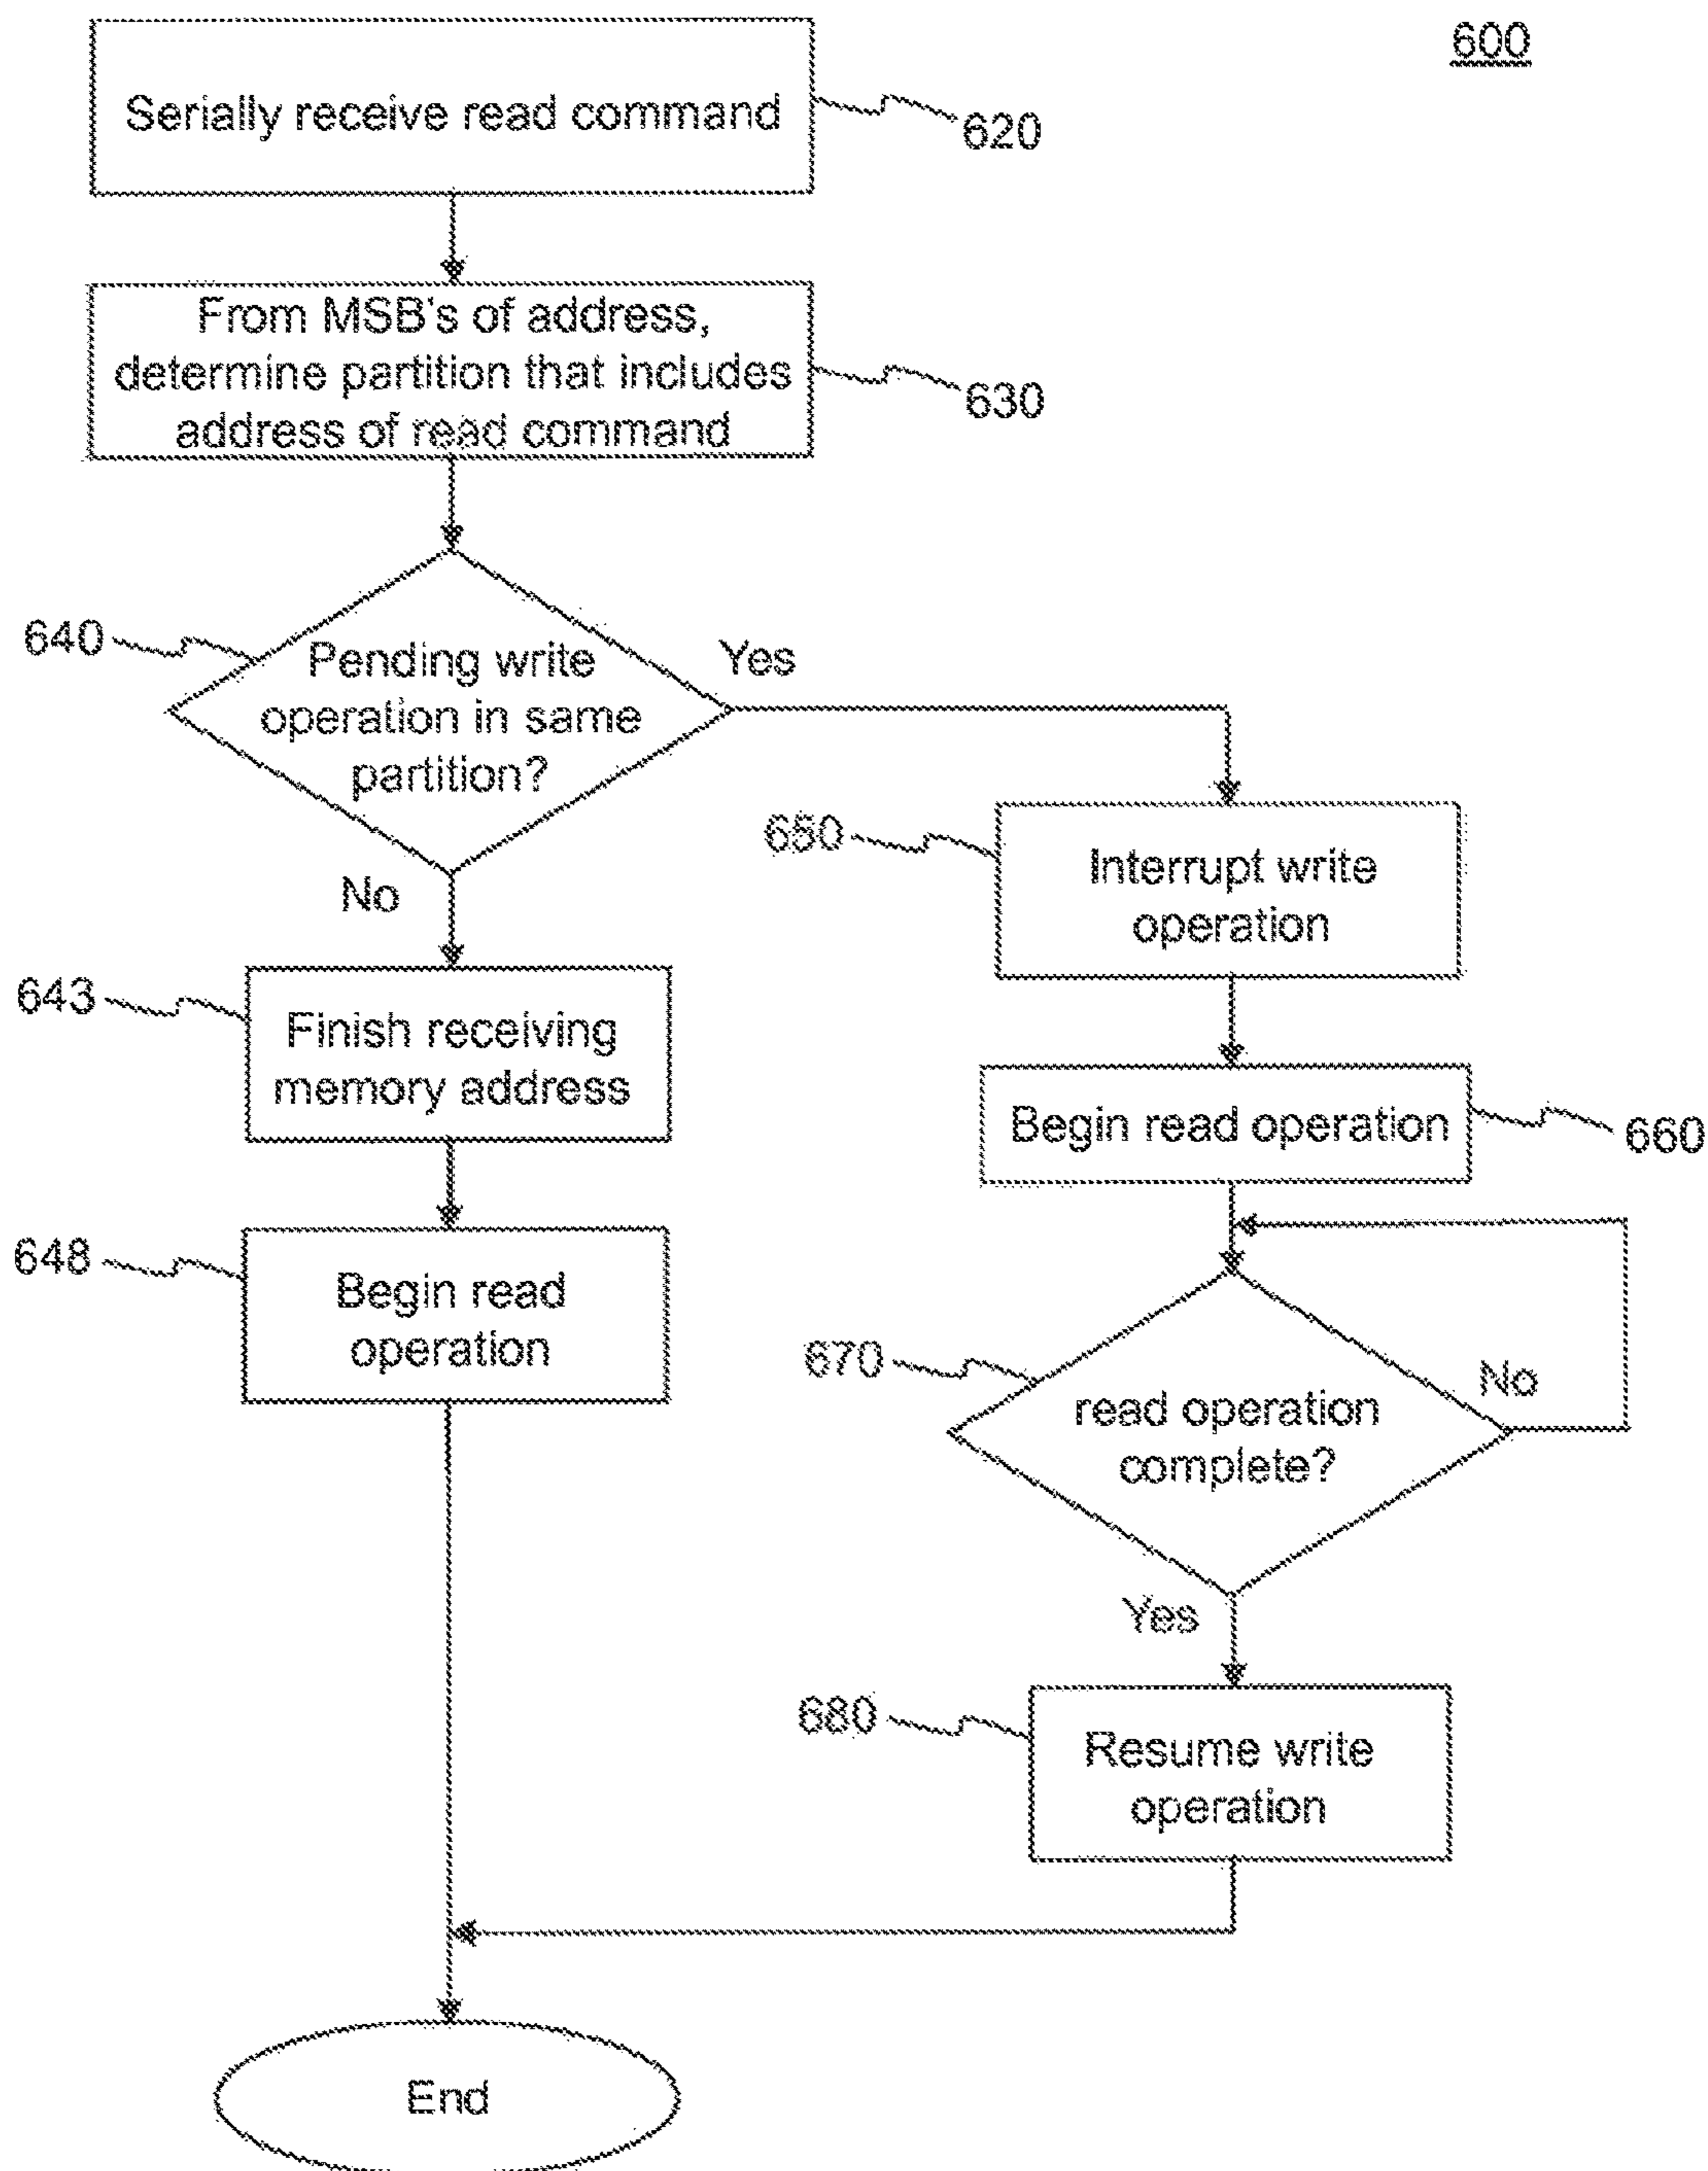 600
Serially receive read command
620
From MSB's of address,
determine partition that includes
address of read command
630
640
Pending write
operation in same
partition?
Yes
No
650
Interrupt write
operation
643
Finish receiving
memory address
Begin read operation
660
648
Begin read
operation
670
read operation
complete?
No
Yes
680
Resume write
operation
End